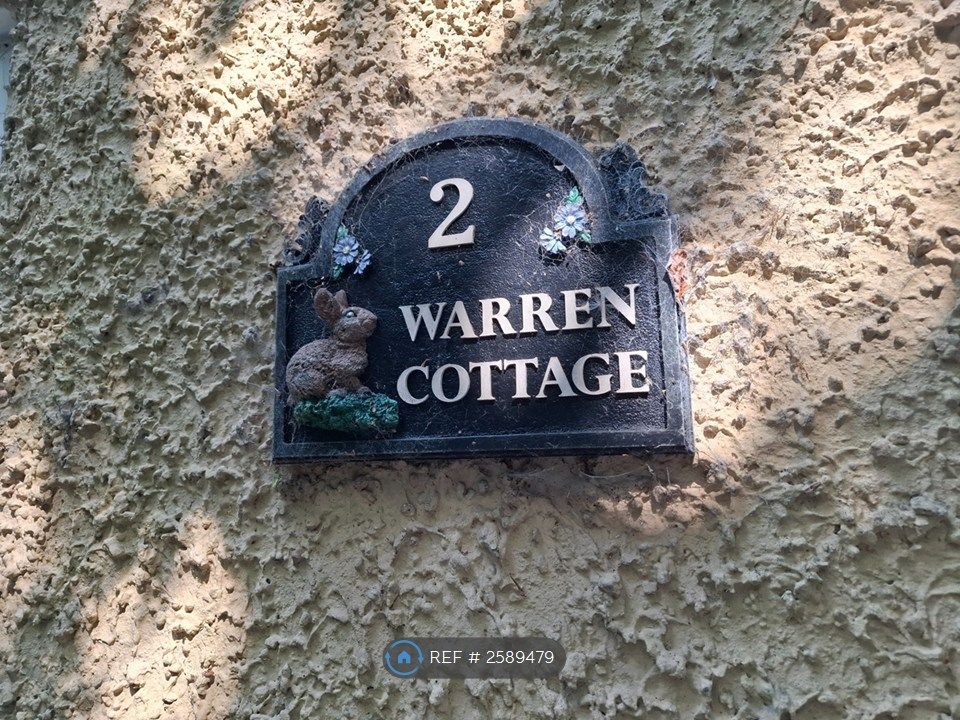 2
WARREN
COTTAGE
REF # 2589479